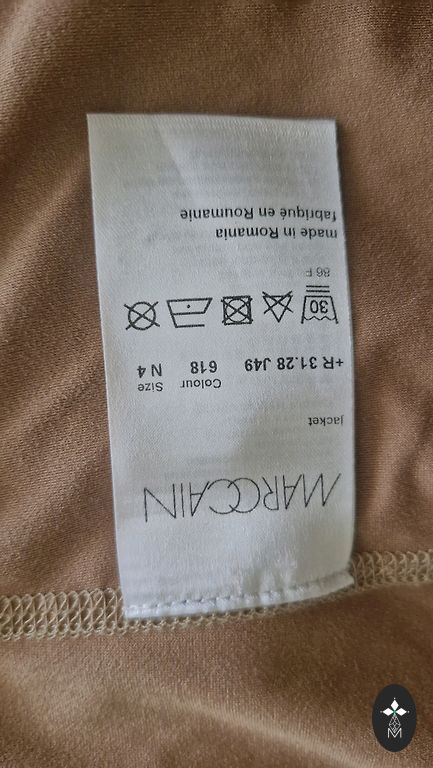 MARCCAIN
jacket
Colour Size
+R 31.28 J49 618 N 4
30
86 F
made in Romania
fabriqué en Roumanie
M